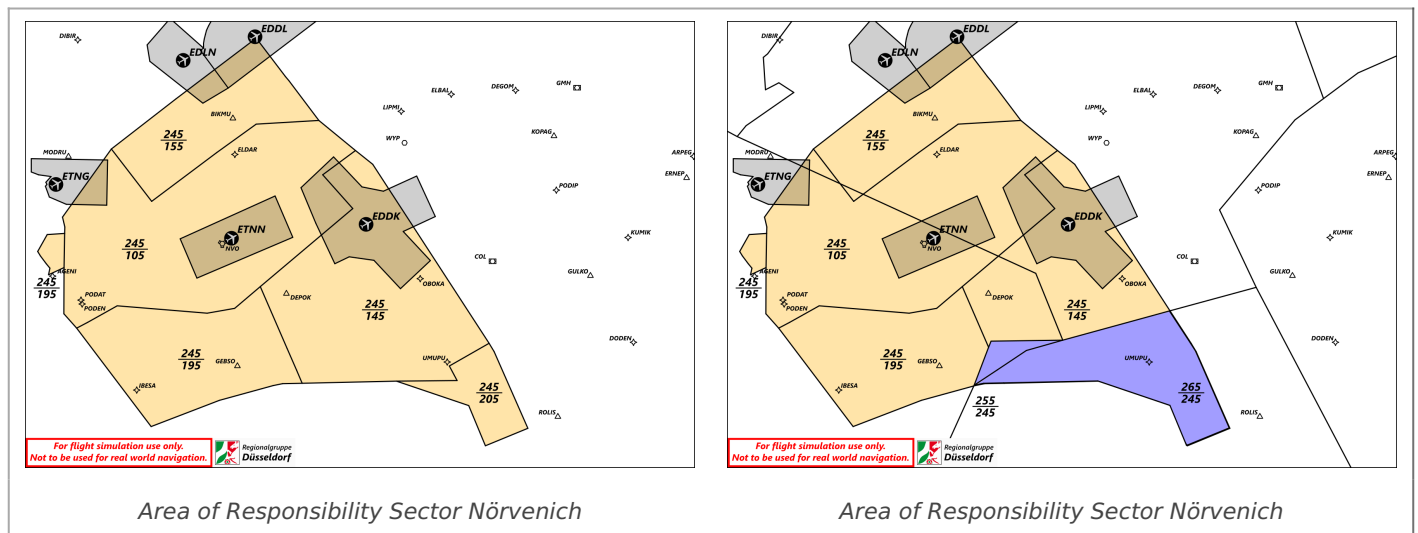 DIBIR
EDDL
EDLN
GMH
DEGOM
ELBAL
LIPMI
BIKMU
KOPAG
245
155
WYP
ELDAR
MODRU
ARPEG
ERNEP
ETNG
PODIP
EDDK
ETNN
KUMIK
NVO
245
105
COL
AGENI
245
195
GULKO
OBOKA
PODAT
PODEN
DEPOK
245
145
DODEN
245
195
GEBSO
UMUPU
IBESA
245
205
ROLIS
For flight simulation use only.
Not to be used for real world navigation.
Regionalgruppe
Düsseldorf
Area of Responsibility Sector Nörvenich
DIBIR
EDDL
EDLN
GMH
DEGOM
ELBAL
LIPMI
BIKMU
KOPAG
245
155
WYP
ELDAR
MODRU
ARPEG
ERNEP
ETNG
PODIP
EDDK
ETNN
KUMIK
NVO
245
105
COL
AGENI
245
195
GULKO
OBOKA
PODAT
PODEN
DEPOK
245
145
DODEN
245
195
GEBSO
UMUPU
IBESA
265
245
255
245
ROLIS
For flight simulation use only.
Not to be used for real world navigation.
Regionalgruppe
Düsseldorf
Area of Responsibility Sector Nörvenich